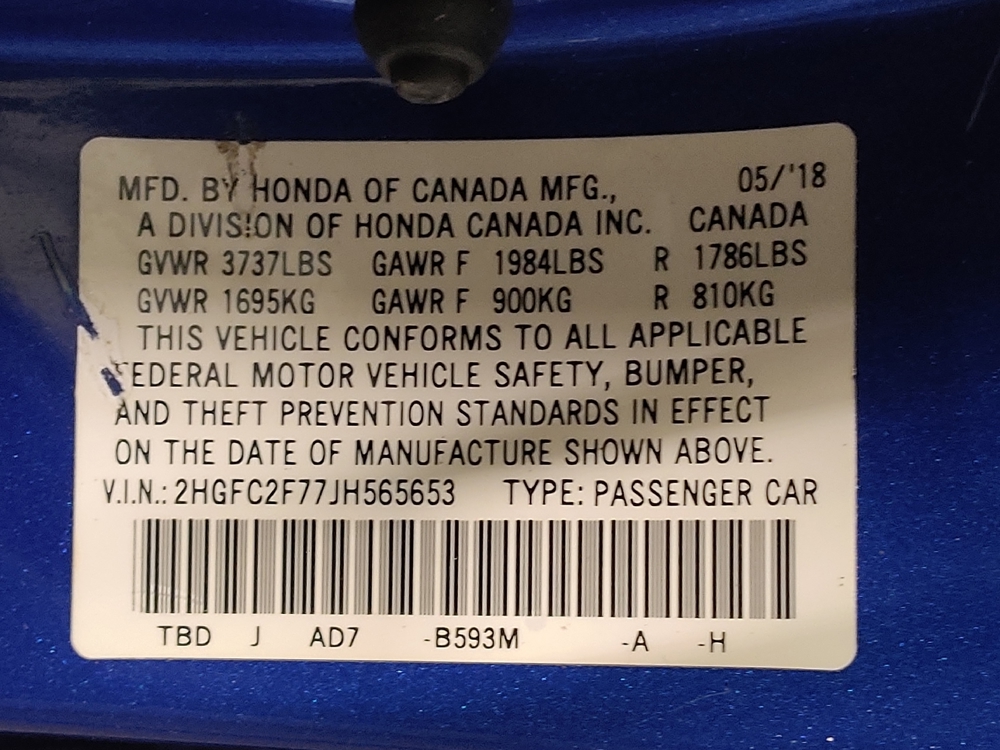 MFD. BY HONDA OF CANADA MFG., 05/'18
A DIVISION OF HONDA CANADA INC. CANADA
GVWR 3737LBS GAWR F 1984LBS R 1786LBS
GVWR 1695KG GAWR F 900KG R 810KG
THIS VEHICLE CONFORMS TO ALL APPLICABLE
FEDERAL MOTOR VEHICLE SAFETY, BUMPER,
AND THEFT PREVENTION STANDARDS IN EFFECT
ON THE DATE OF MANUFACTURE SHOWN ABOVE.
V.I.N.: 2HGFC2F77JH565653 TYPE: PASSENGER CAR
TBD J AD7 -B593M -A -H